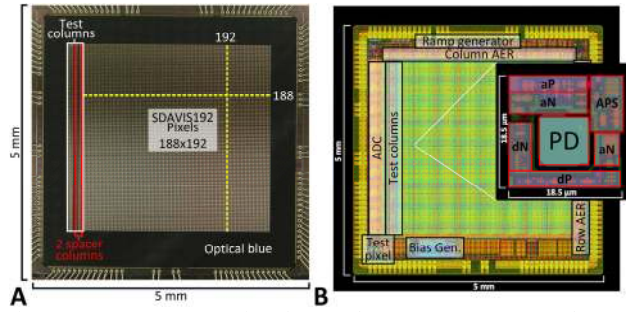 Test
columns
192
188
SDAVIS192
Pixels
188x192
5 mm
2 spacer
columns
Optical blue
A
5 mm
Ramp generator
Column AER
ADC
Test columns
aP
aN
APS
PD
dN
aN
dP
18.5 µm
18.5 µm
Row AER
Test
pixel
Bias Gen.
5 mm
B
5 mm